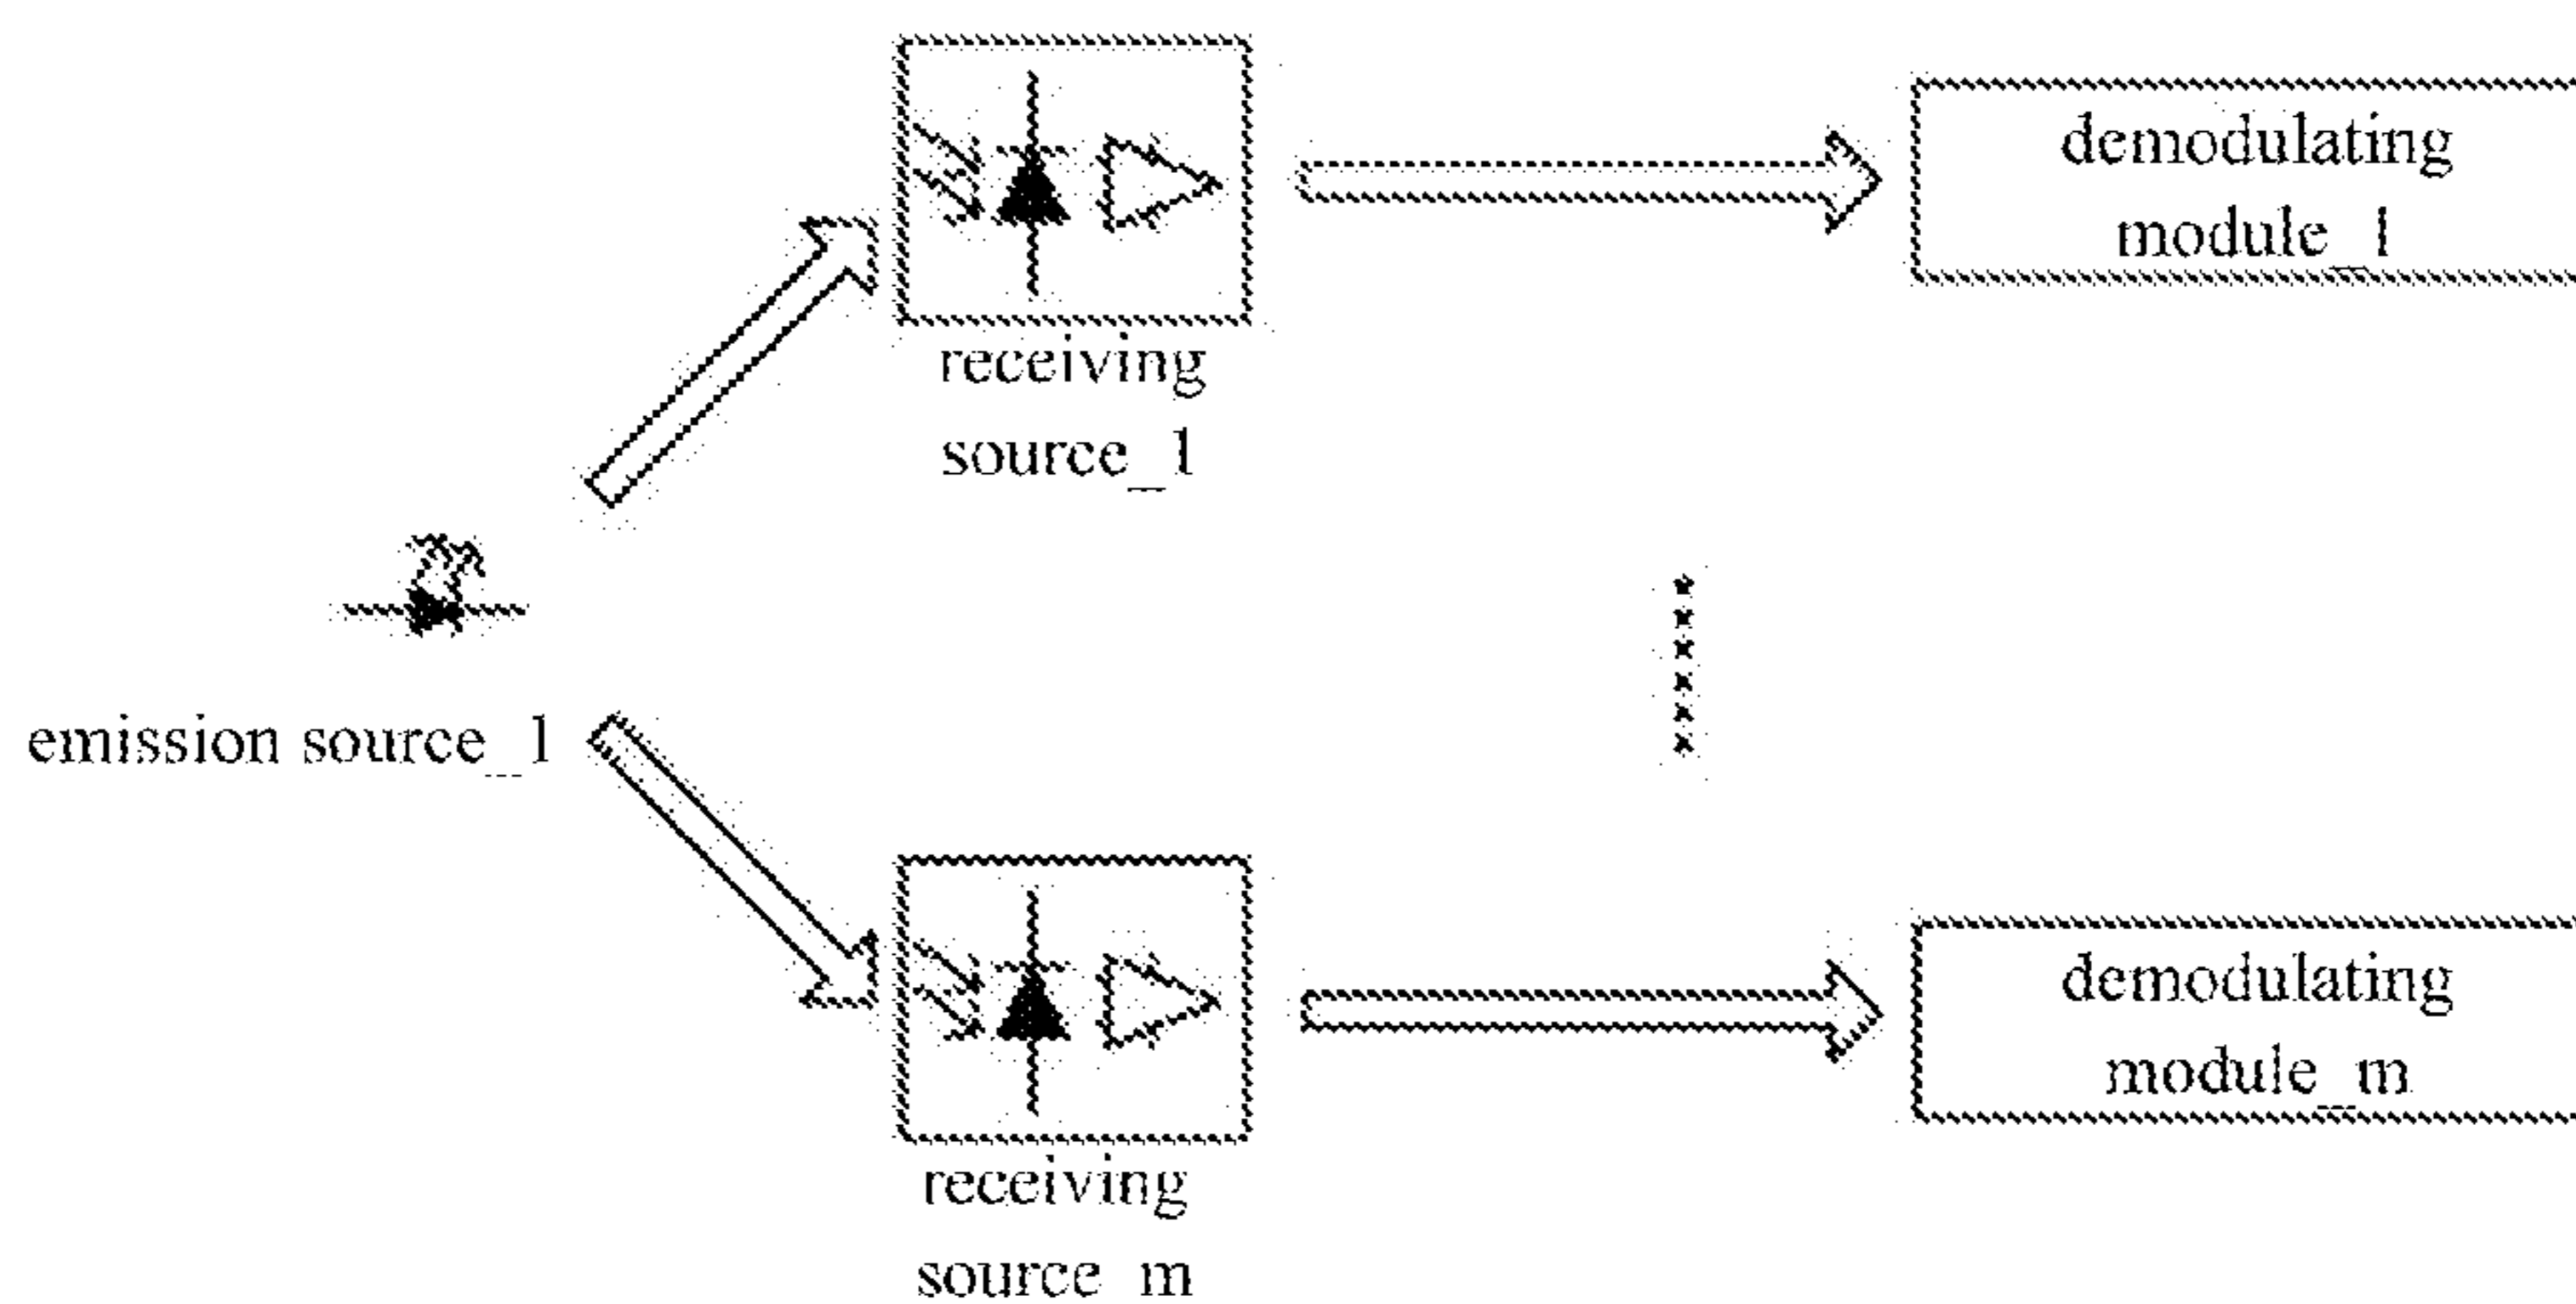 demodulating
module_1
receiving
source_1
emission source_1
demodulating
module_m
receiving
source_m